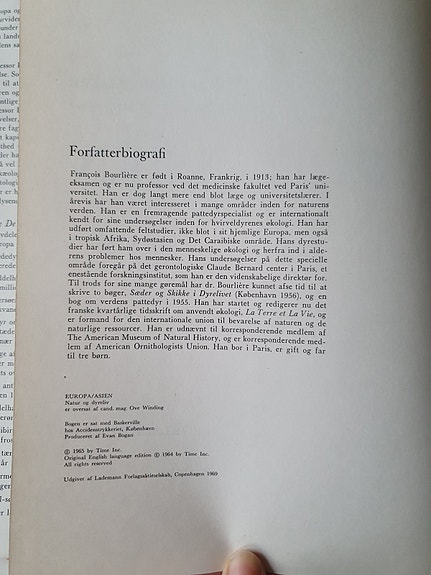 Forfatterbiografi
François Bourlière er født i Roanne, Frankrig, i 1913; han har læge-
eksamen og er nu professor ved det medicinske fakultet ved Paris' uni-
versitet. Han er dog langt mere end blot læge og universitetslærer. I
årevis har han været interesseret i mange områder inden for naturens
verden. Han er en fremragende pattedyrspecialist og er internationalt
kendt for sine undersøgelser inden for hvirveldyrenes økologi. Han har
udført omfattende feltstudier, ikke blot i sit hjemlige Europa, men også
i tropisk Afrika, Sydøstasien og Det Caraibiske område. Hans dyrestu-
dier har ført ham over i den menneskelige økologi og herfra ind i alde-
rens problemer hos mennesker. Hans undersøgelser på dette specielle
område foregår på det gerontologiske Claude Bernard center i Paris, et
enestående forskningsinstitut, som han er den videnskabelige direktør for.
Til trods for sine mange gøremål har dr. Bourlière kunnet afse tid til at
skrive to bøger, Sæder og Skikke i Dyrelivet (København 1956), og en
bog om verdens pattedyr i 1955. Han har startet og redigerer nu det
franske kvartårlige tidsskrift om anvendt økologi, La Terre et La Vie, og
er formand for den internationale union til bevarelse af naturen og de
naturlige ressourcer. Han er udnævnt til korresponderende medlem af
The American Museum of Natural History, og er korresponderende med-
lem af American Ornithologists Union. Han bor i Paris, er gift og far
til tre børn.
EUROPA/ASIEN
Natur og dyreliv
er oversat af cand. mag. Ove Winding
Bogen er sat med Baskerville
hos Accidenstrykkeriet, København
Produceret af Evan Bogan
© 1965 by Time Inc.
Original English language edition © 1964 by Time Inc.
All rights reserved
Udgivet af Lademann Forlagsaktieselskab, Copenhagen 1969